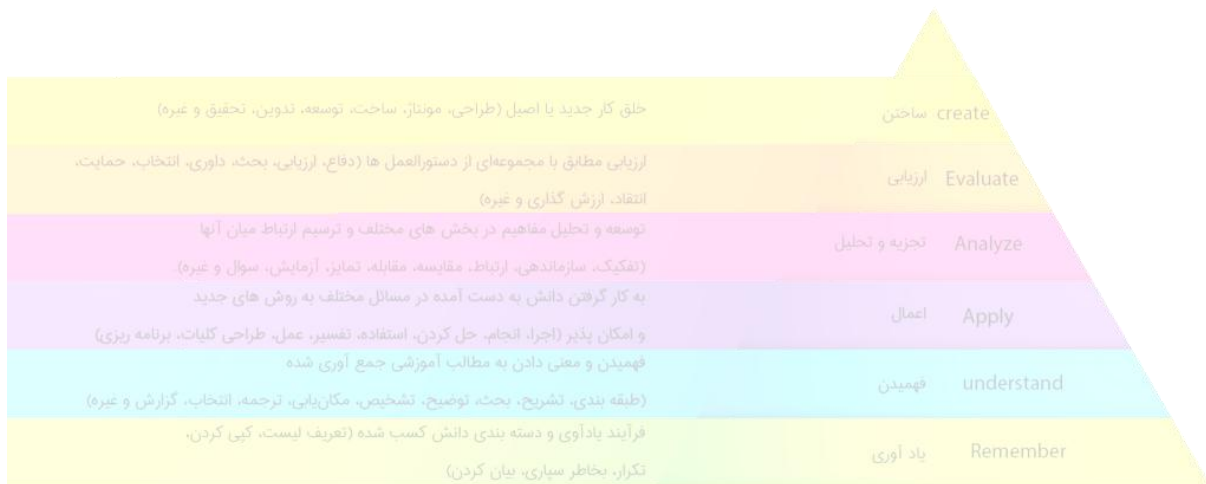 create ساختن خلق کار جدید یا اصیل (طراحی، مونتاژ، ساخت، توسعه، تدوین، تحقیق و غیره)
Evaluate ارزیابی ارزیابی مطابق با مجموعه‌ای از دستورالعمل ها (دفاع، ارزیابی، بحث، داوری، انتخاب، حمایت،
انتقاد، ارزش گذاری و غیره)
Analyze تجزیه و تحلیل توسعه و تحلیل مفاهیم در بخش های مختلف و ترسیم ارتباط میان آنها
(تفکیک، سازماندهی، ارتباط، مقایسه، مقابله، تمایز، آزمایش، سوال و غیره)
Apply اعمال به کار گرفتن دانش به دست آمده در مسائل مختلف به روش های جدید
و امکان پذیر (اجرا، انجام، حل کردن، استفاده، تفسیر، عمل، طراحی کلیات، برنامه ریزی)
understand فهمیدن فهمیدن و معنی دادن به مطالب آموزشی جمع آوری شده
(طبقه بندی، تشریح، بحث، توضیح، تشخیص، مکان‌یابی، ترجمه، انتخاب، گزارش و غیره)
Remember یاد آوری فرآیند یادآوی و دسته بندی دانش کسب شده (تعریف لیست، کپی کردن،
تکرار، بخاطر سپاری، بیان کردن)